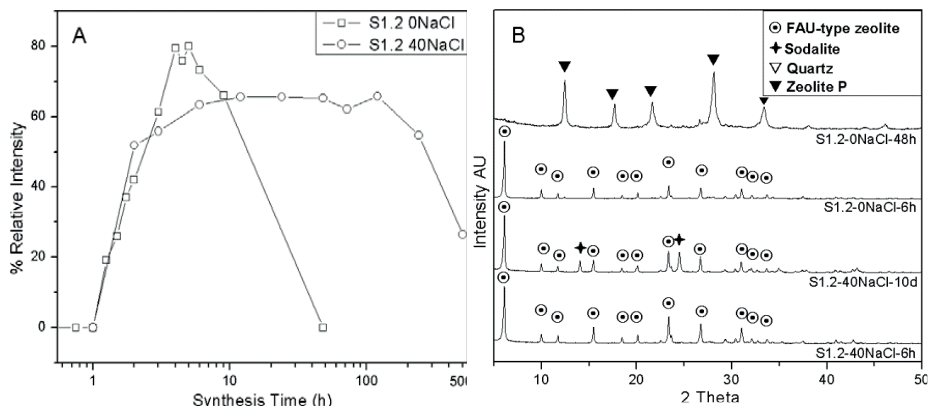 A
S1.2 0NaCl
S1.2 40NaCl
% Relative Intensity
80
60
40
20
0
1
10
100
500
Synthesis Time (h)
B
FAU-type zeolite
Sodalite
Quartz
Zeolite P
Intensity AU
S1.2-0NaCl-48h
S1.2-0NaCl-6h
S1.2-40NaCl-10d
S1.2-40NaCl-6h
10
20
30
40
50
2 Theta